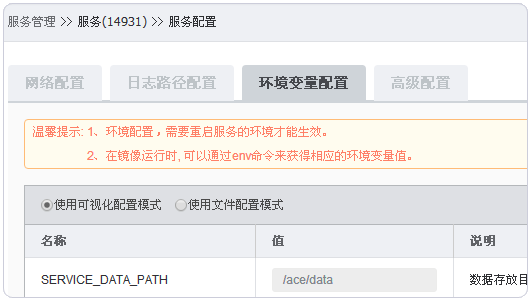 服务管理 >> 服务(14931) >> 服务配置
网络配置 日志路径配置 环境变量配置 高级配置
温馨提示: 1、环境配置，需要重启服务的环境才能生效。
2、在镜像运行时, 可以通过env命令来获得相应的环境变量值。
使用可视化配置模式 使用文件配置模式
名称 值 说明
SERVICE_DATA_PATH /ace/data 数据存放目